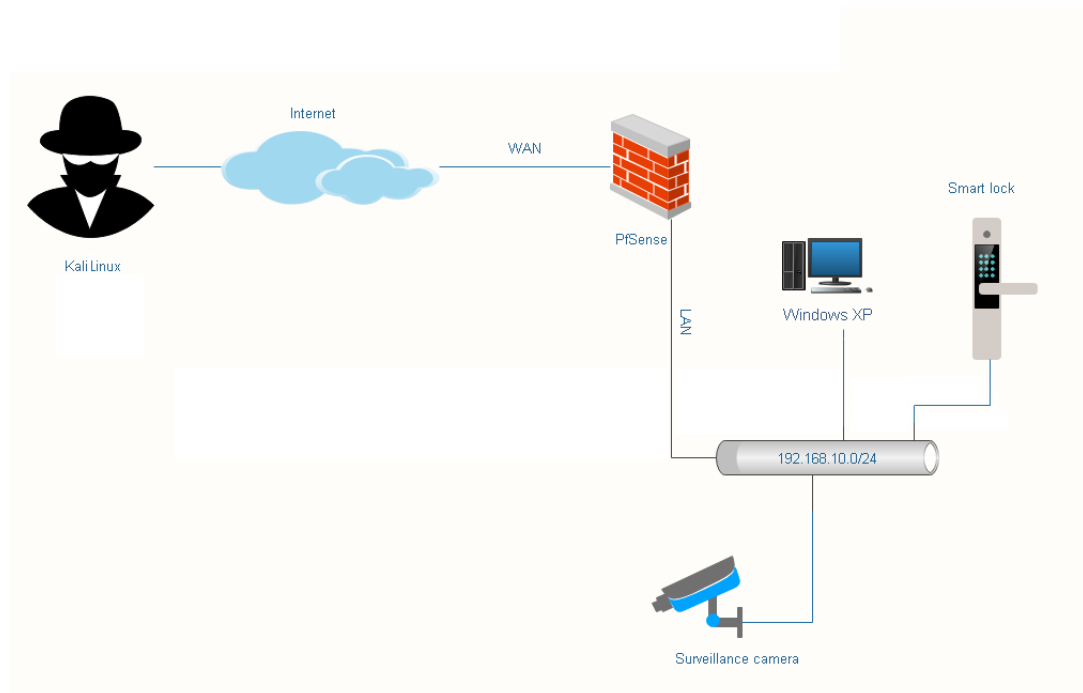 Internet
WAN
Smart lock
PfSense
Kali Linux
Windows XP
LAN
192.168.10.0/24
Surveillance camera